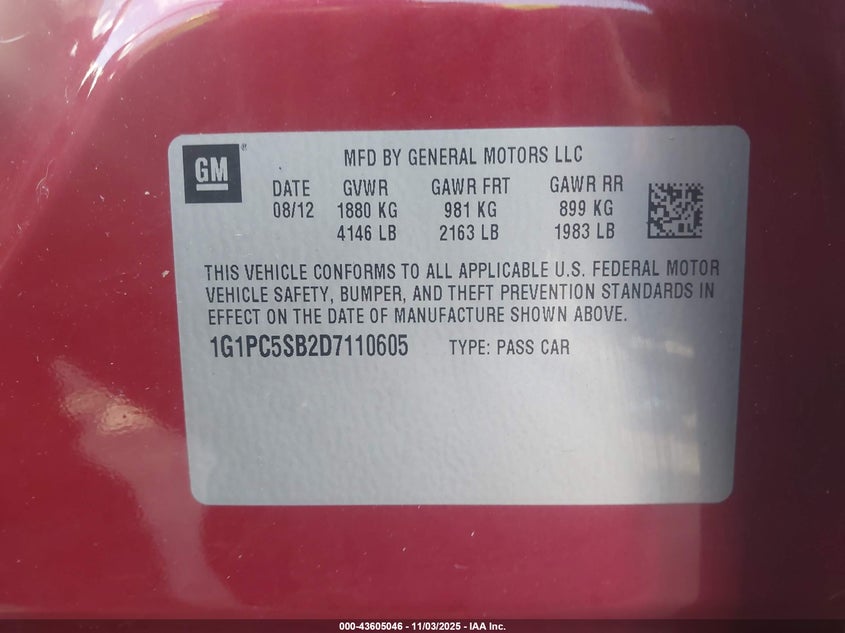 GM ®
MFD BY GENERAL MOTORS LLC
DATE GVWR GAWR FRT GAWR RR
08/12 1880 KG 981 KG 899 KG
4146 LB 2163 LB 1983 LB
THIS VEHICLE CONFORMS TO ALL APPLICABLE U.S. FEDERAL MOTOR
VEHICLE SAFETY, BUMPER, AND THEFT PREVENTION STANDARDS IN
EFFECT ON THE DATE OF MANUFACTURE SHOWN ABOVE.
1G1PC5SB2D7110605 TYPE: PASS CAR
000-43605046 - 11/03/2025 - IAA Inc.